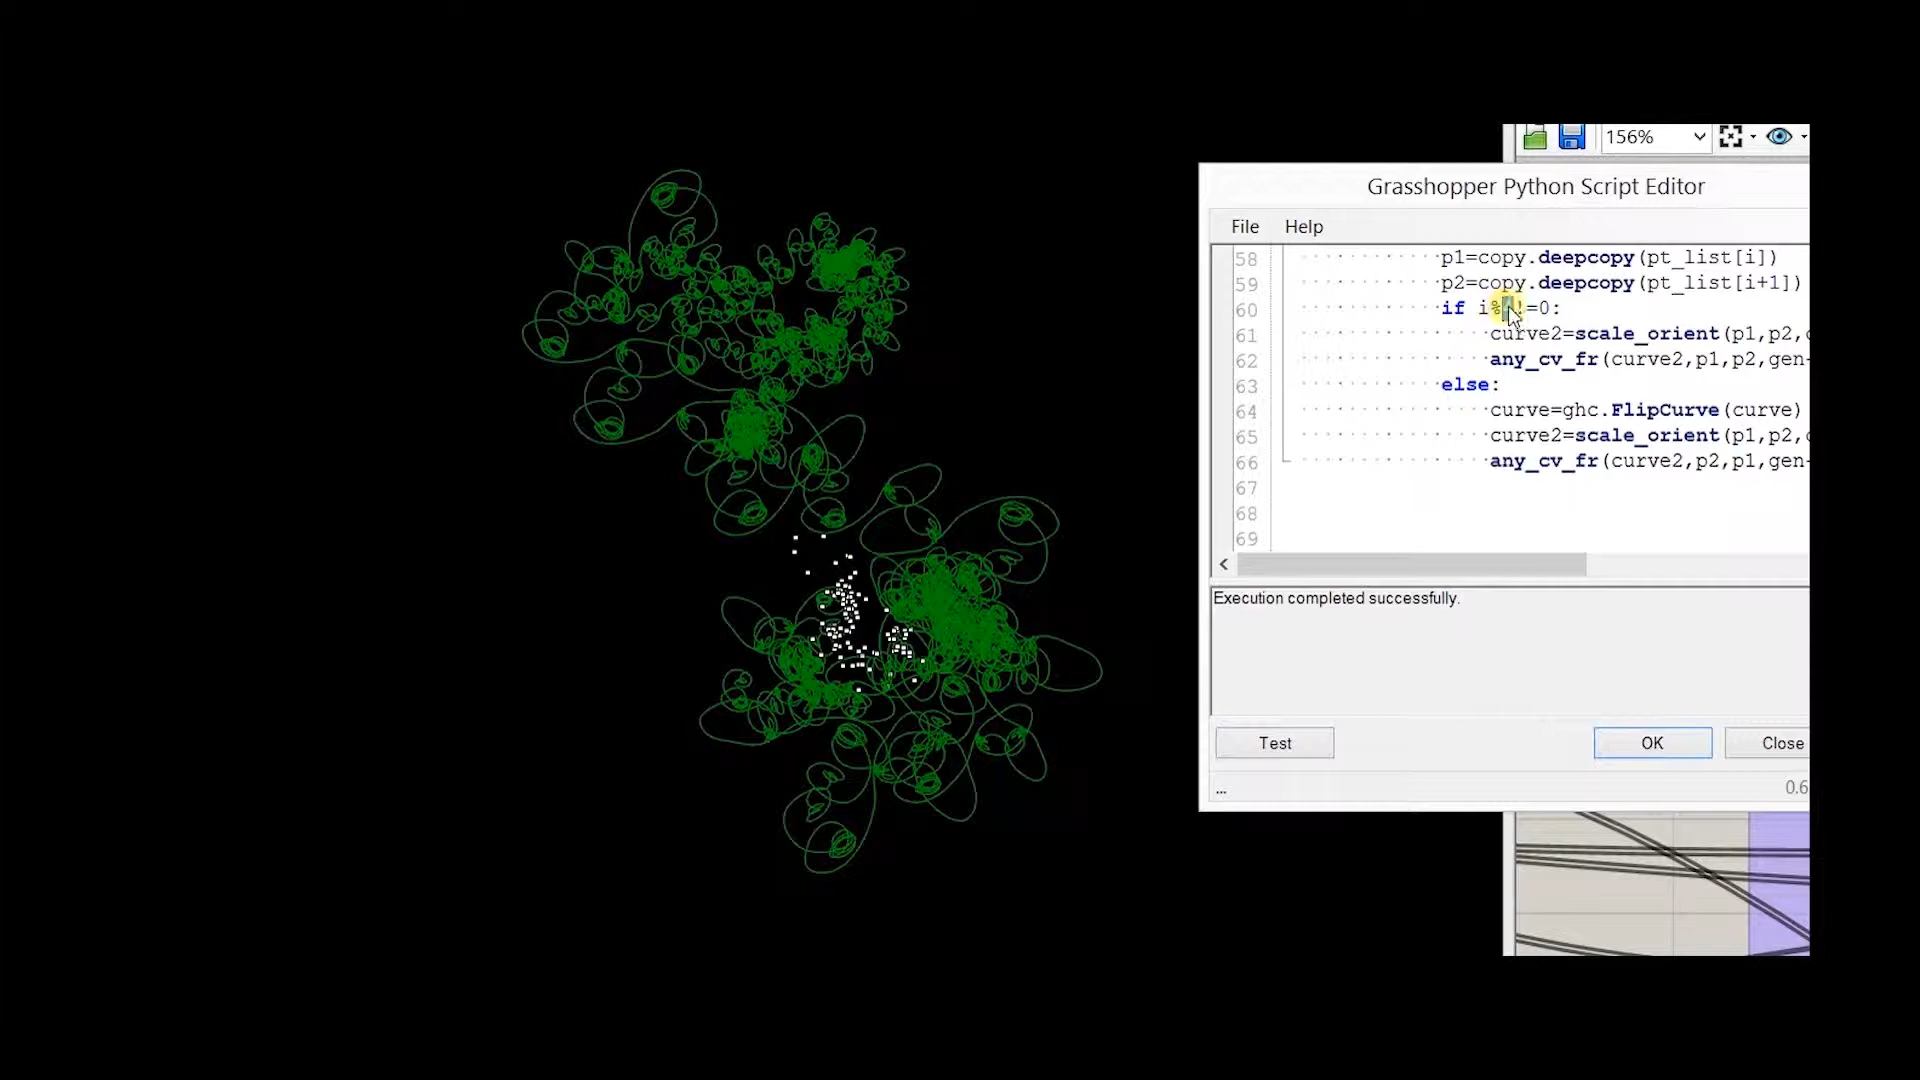 156%
Grasshopper Python Script Editor
File Help
58 p1=copy.deepcopy(pt_list[i])
59 p2=copy.deepcopy(pt_list[i+1])
60 if i% !=0:
61 curve2=scale_orient(p1,p2,
62 any_cv_fr(curve2,p1,p2,gen-
63 else:
64 curve=ghc.FlipCurve(curve)
65 curve2=scale_orient(p1,p2,
66 any_cv_fr(curve2,p2,p1,gen-
67
68
69
Execution completed successfully.
Test OK Close
... 0.6